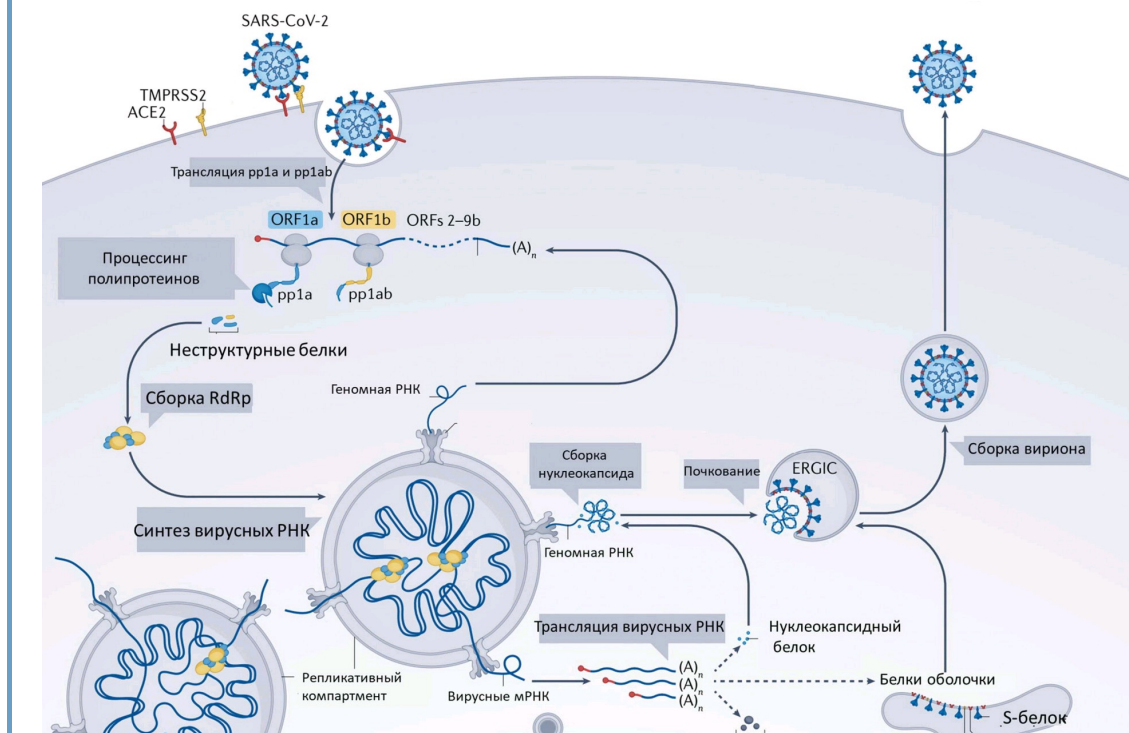 SARS-CoV-2
TMPRSS2
ACE2
Трансляция pp1a и pp1ab
ORF1a
ORF1b
ORFs 2–9b
(A)n
Процессинг
полипротеинов
pp1a
pp1ab
Неструктурные белки
Геномная РНК
Сборка RdRp
Сборка
нуклеокапсида
Почкование
ERGIC
Сборка вириона
Синтез вирусных РНК
Геномная РНК
Трансляция вирусных РНК
Нуклеокапсидный
белок
(A)n
(A)n
(A)n
Репликативный
компартмент
Вирусные мРНК
Белки оболочки
S-белок